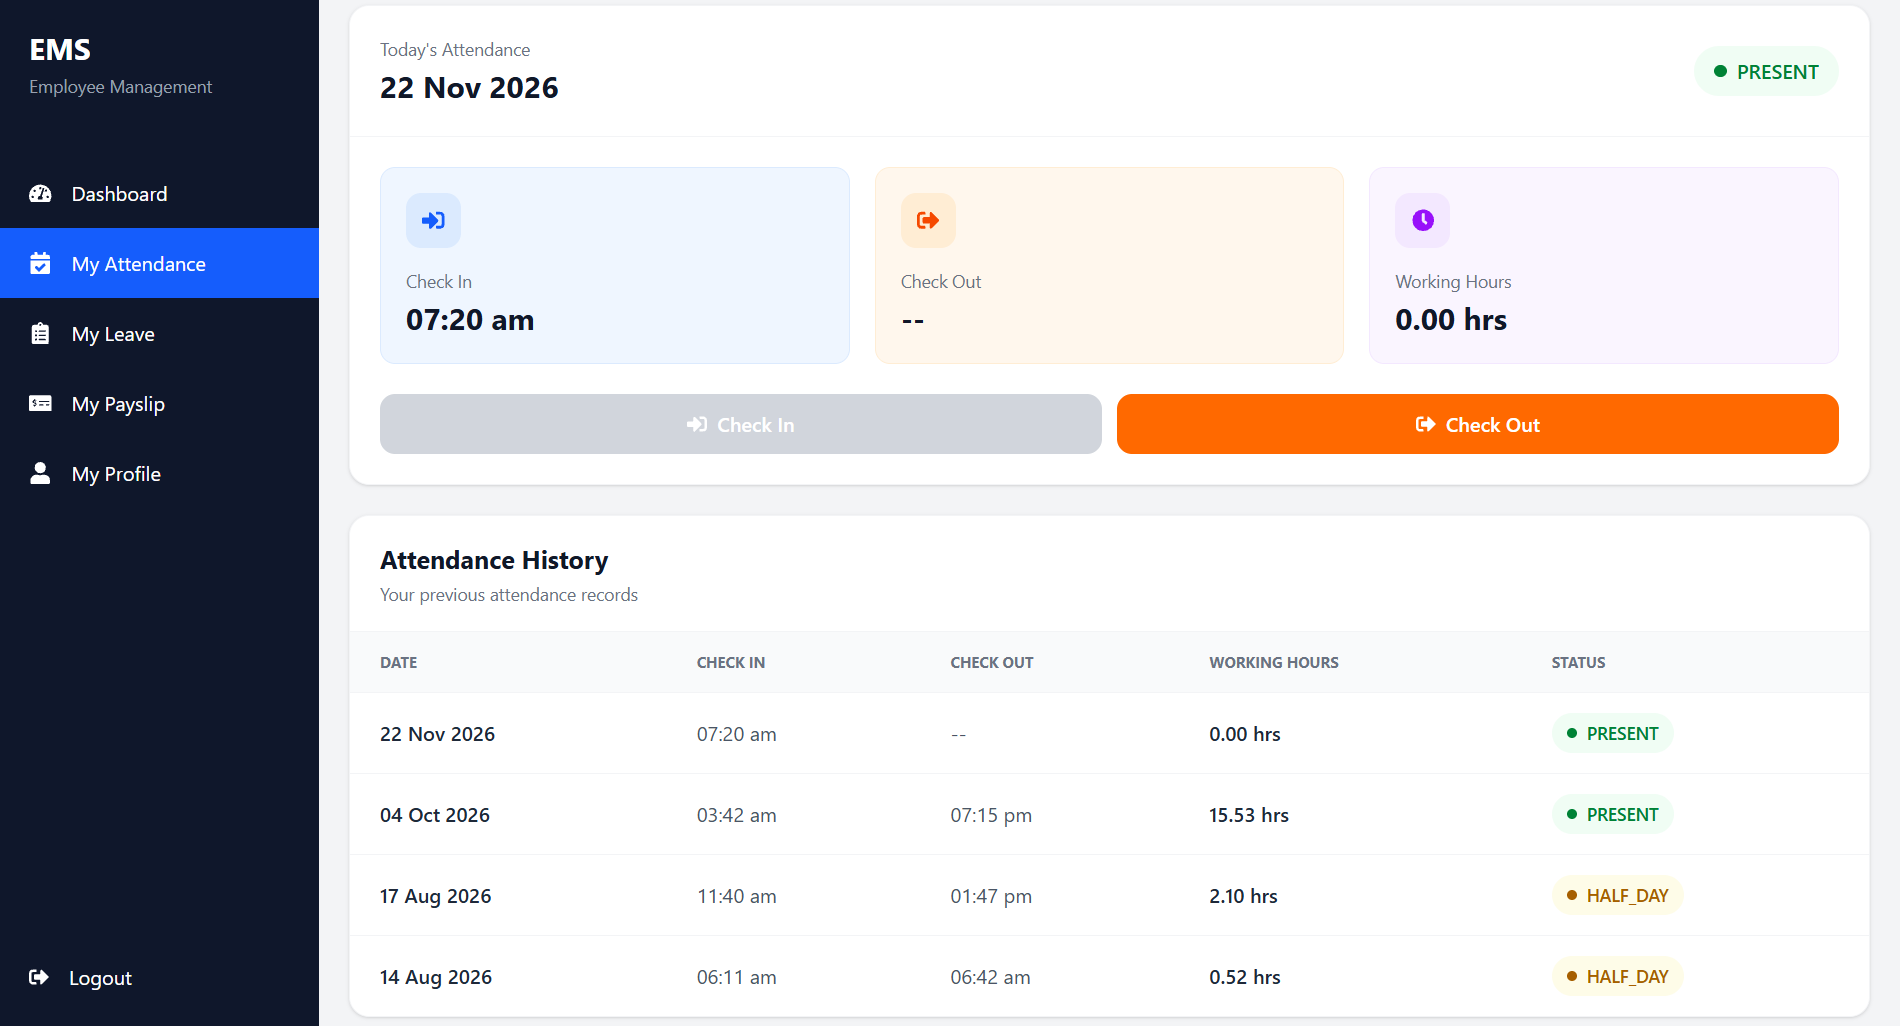 EMS
Employee Management
Dashboard
My Attendance
My Leave
My Payslip
My Profile
Logout
Today's Attendance
22 Nov 2026
PRESENT
Check In
07:20 am
Check Out
--
Working Hours
0.00 hrs
Check In
Check Out
Attendance History
Your previous attendance records
DATE CHECK IN CHECK OUT WORKING HOURS STATUS
22 Nov 2026 07:20 am -- 0.00 hrs PRESENT
04 Oct 2026 03:42 am 07:15 pm 15.53 hrs PRESENT
17 Aug 2026 11:40 am 01:47 pm 2.10 hrs HALF_DAY
14 Aug 2026 06:11 am 06:42 am 0.52 hrs HALF_DAY